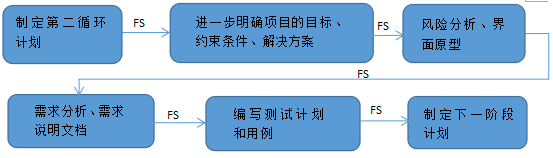 制定第二循环
计划
FS
进一步明确项目的目标、
约束条件、解决方案
FS
风险分析、界
面原型
FS
需求分析、需求
说明文档
FS
编写测试计划
和用例
FS
制定下一阶段
计划